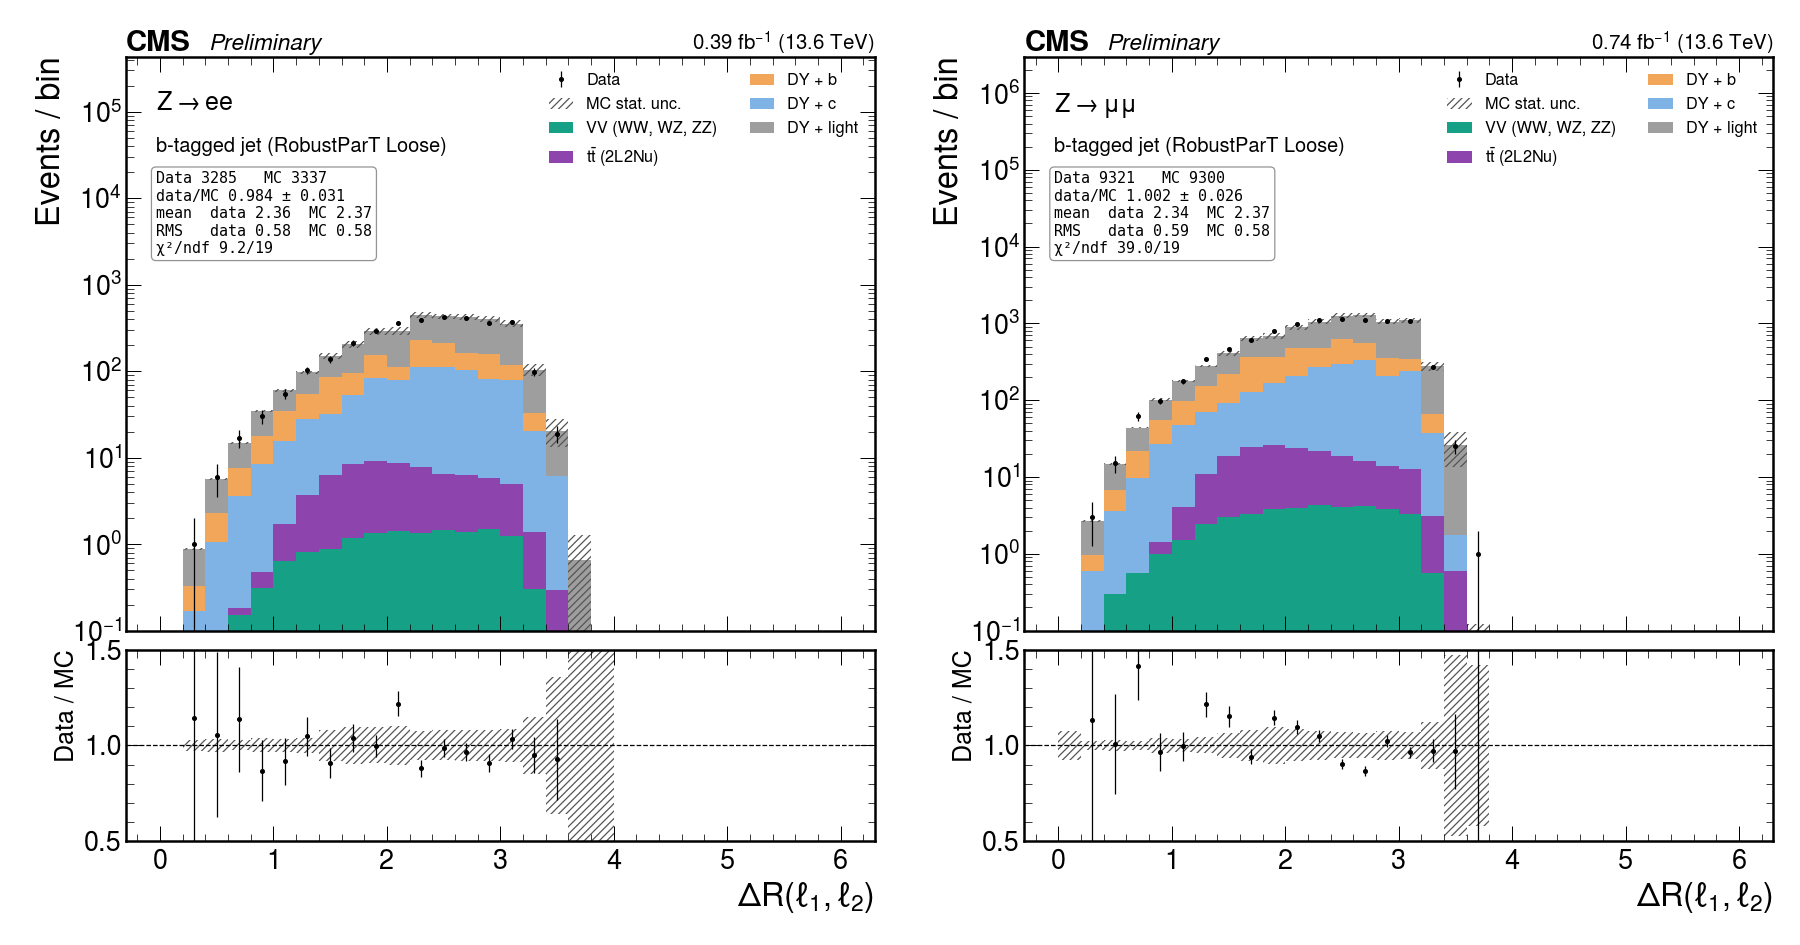 CMS Preliminary 0.39 fb⁻¹ (13.6 TeV)
Events / bin
Z → ee
b-tagged jet (RobustParT Loose)
Data 3285 MC 3337
data/MC 0.984 ± 0.031
mean data 2.36 MC 2.37
RMS data 0.58 MC 0.58
χ²/ndf 9.2/19
Data
MC stat. unc.
VV (WW, WZ, ZZ)
tt̄ (2L2Nu)
DY + b
DY + c
DY + light
10⁵
10⁴
10³
10²
10¹
10⁰
10⁻¹
Data / MC
1.5
1.0
0.5
0 1 2 3 4 5 6
ΔR(ℓ₁, ℓ₂)
CMS Preliminary 0.74 fb⁻¹ (13.6 TeV)
Events / bin
Z → μμ
b-tagged jet (RobustParT Loose)
Data 9321 MC 9300
data/MC 1.002 ± 0.026
mean data 2.34 MC 2.37
RMS data 0.59 MC 0.58
χ²/ndf 39.0/19
Data
MC stat. unc.
VV (WW, WZ, ZZ)
tt̄ (2L2Nu)
DY + b
DY + c
DY + light
10⁶
10⁵
10⁴
10³
10²
10¹
10⁰
10⁻¹
Data / MC
1.5
1.0
0.5
0 1 2 3 4 5 6
ΔR(ℓ₁, ℓ₂)